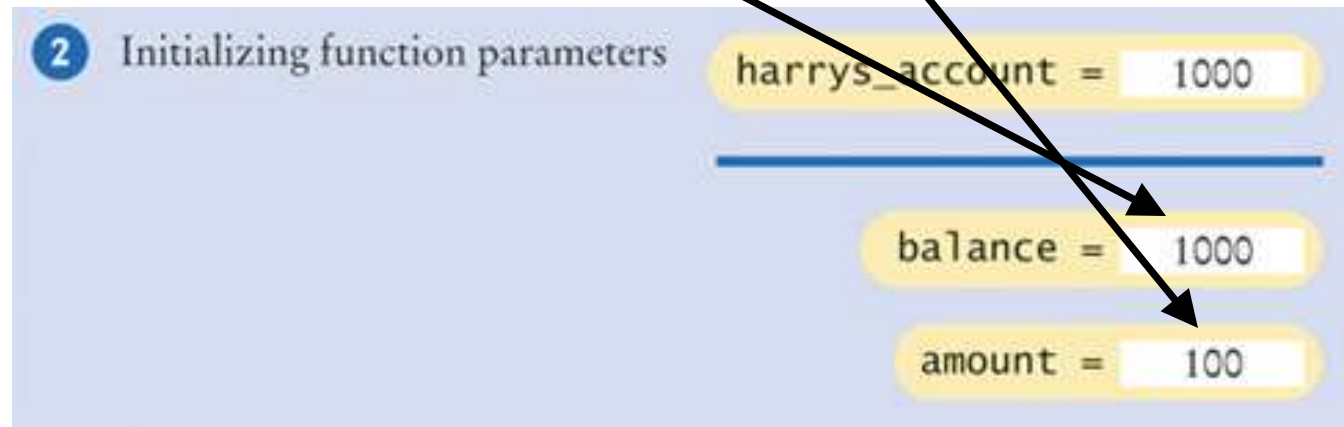 2 Initializing function parameters
harrys_account = 1000
balance = 1000
amount = 100